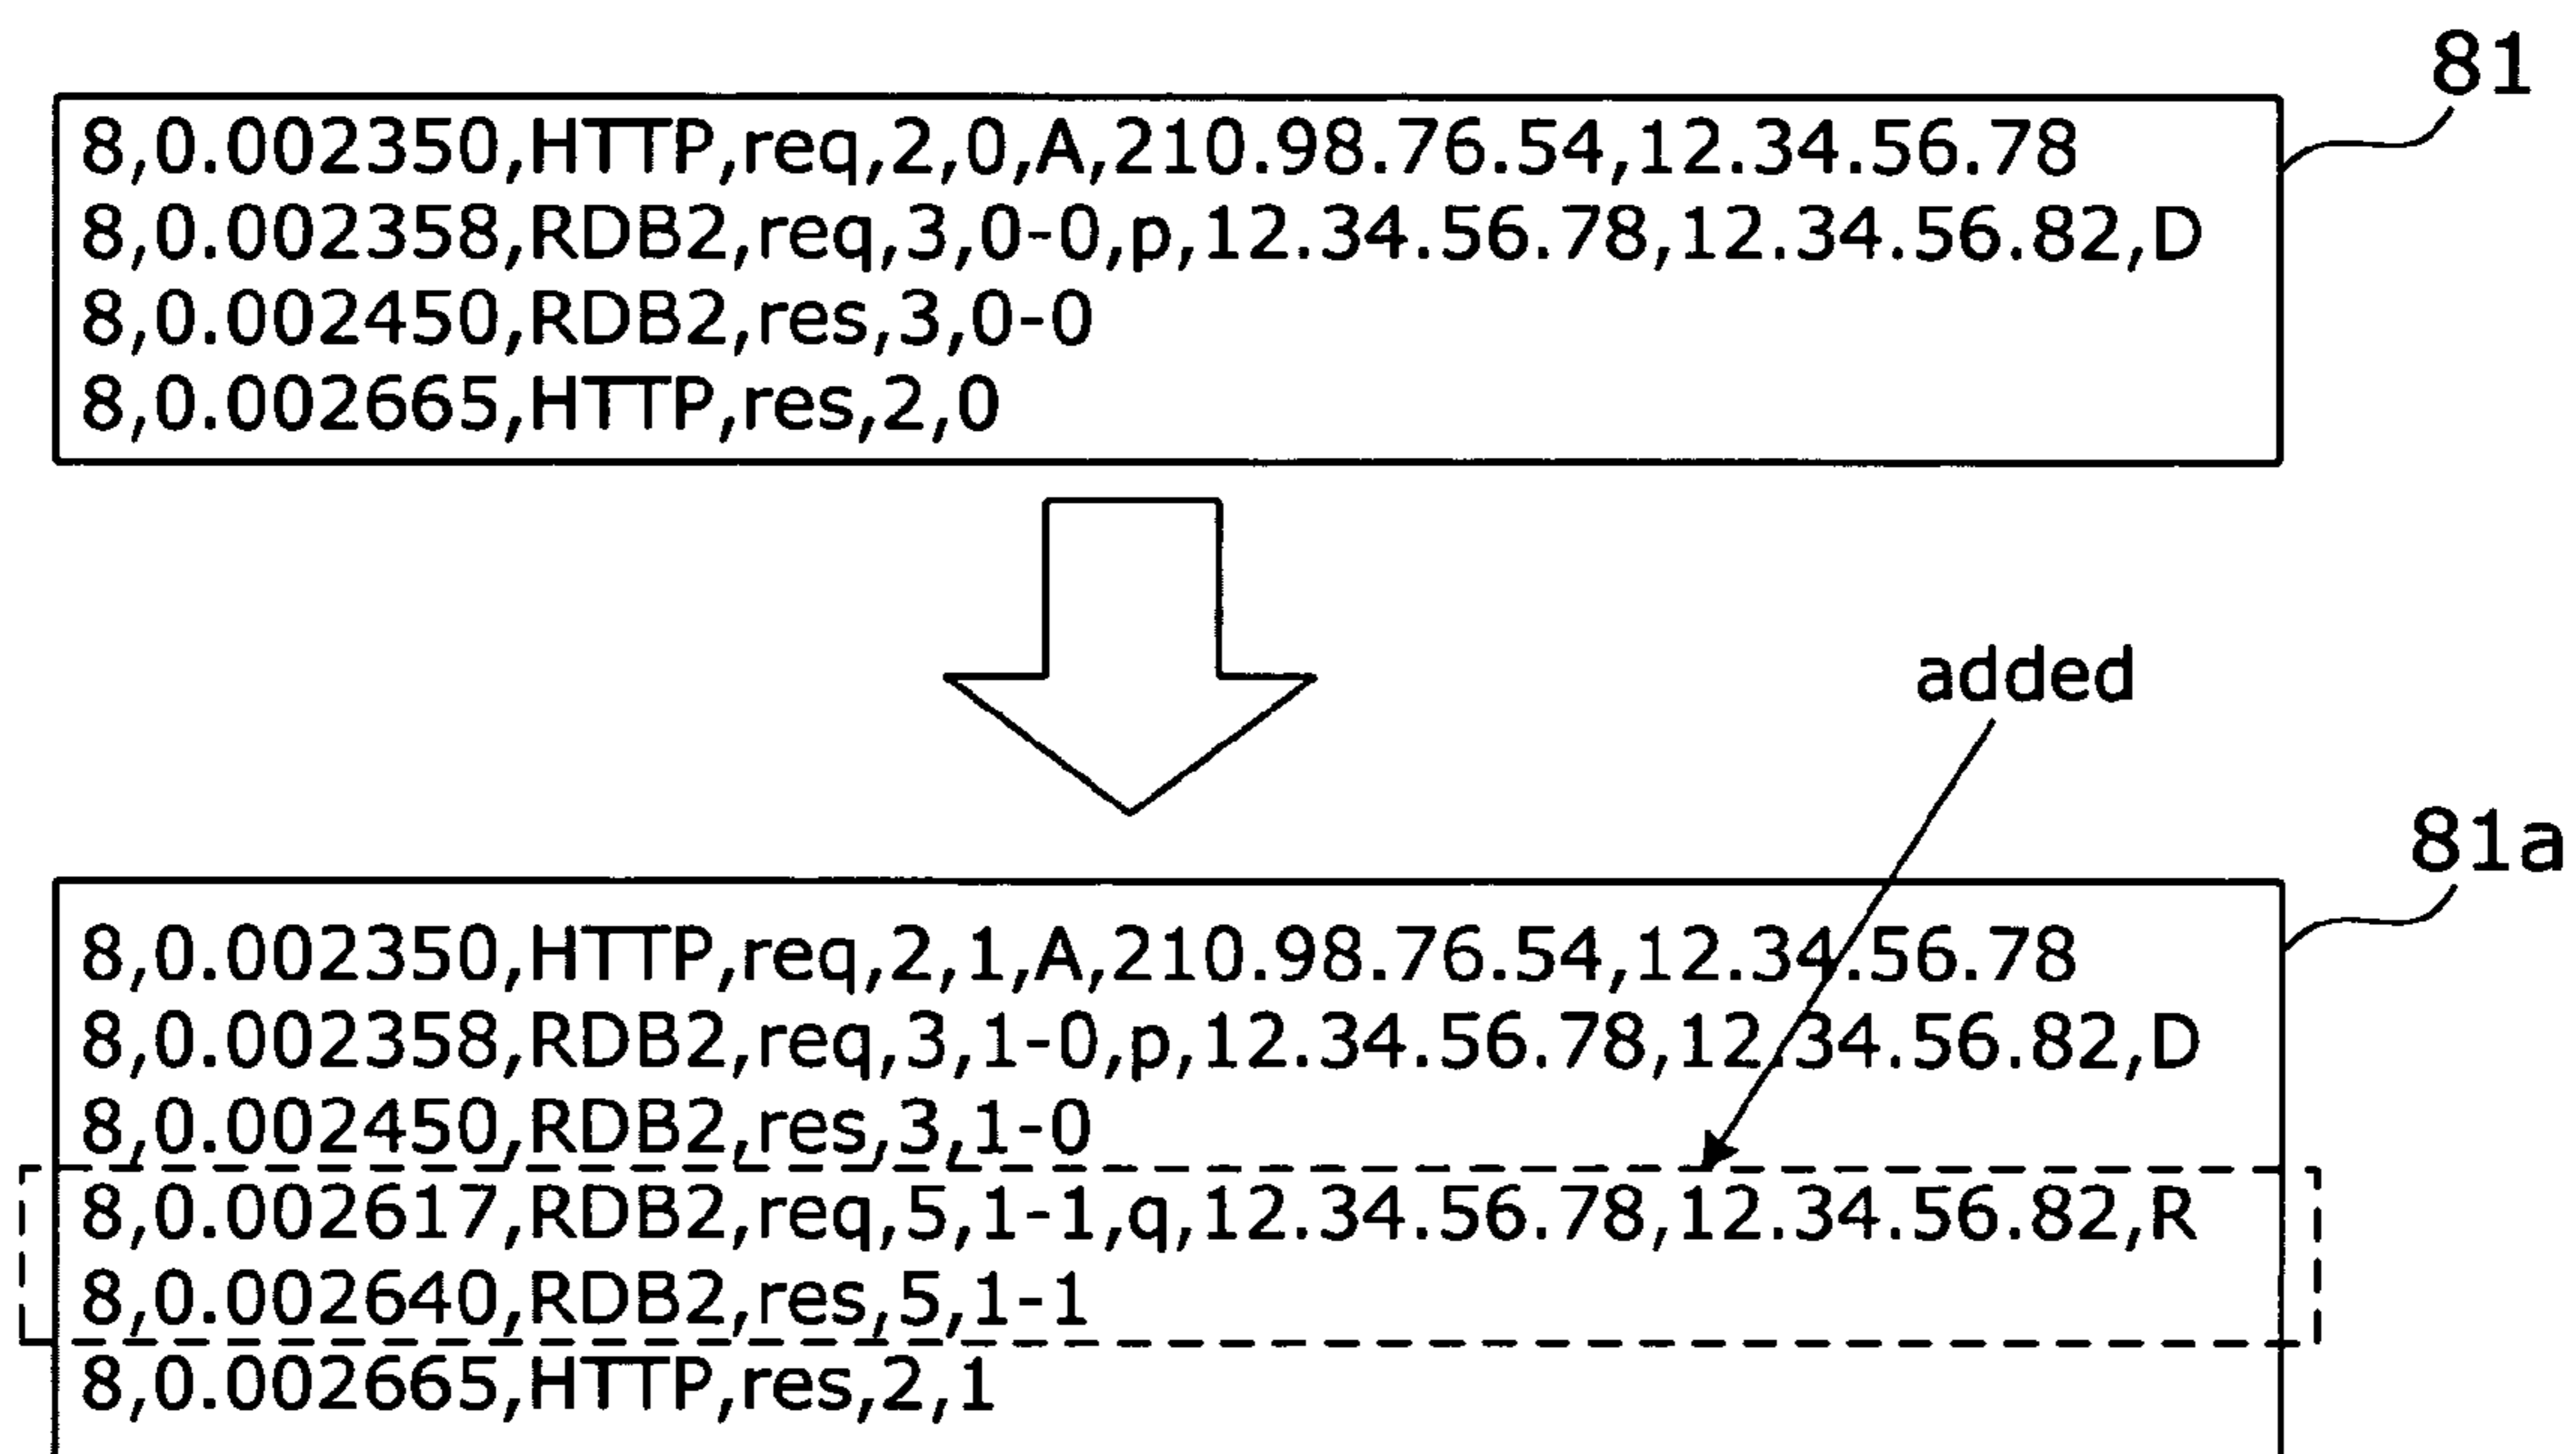 81
8,0.002350,HTTP,req,2,0,A,210.98.76.54,12.34.56.78
8,0.002358,RDB2,req,3,0-0,p,12.34.56.78,12.34.56.82,D
8,0.002450,RDB2,res,3,0-0
8,0.002665,HTTP,res,2,0
added
81a
8,0.002350,HTTP,req,2,1,A,210.98.76.54,12.34.56.78
8,0.002358,RDB2,req,3,1-0,p,12.34.56.78,12.34.56.82,D
8,0.002450,RDB2,res,3,1-0
8,0.002617,RDB2,req,5,1-1,q,12.34.56.78,12.34.56.82,R
8,0.002640,RDB2,res,5,1-1
8,0.002665,HTTP,res,2,1